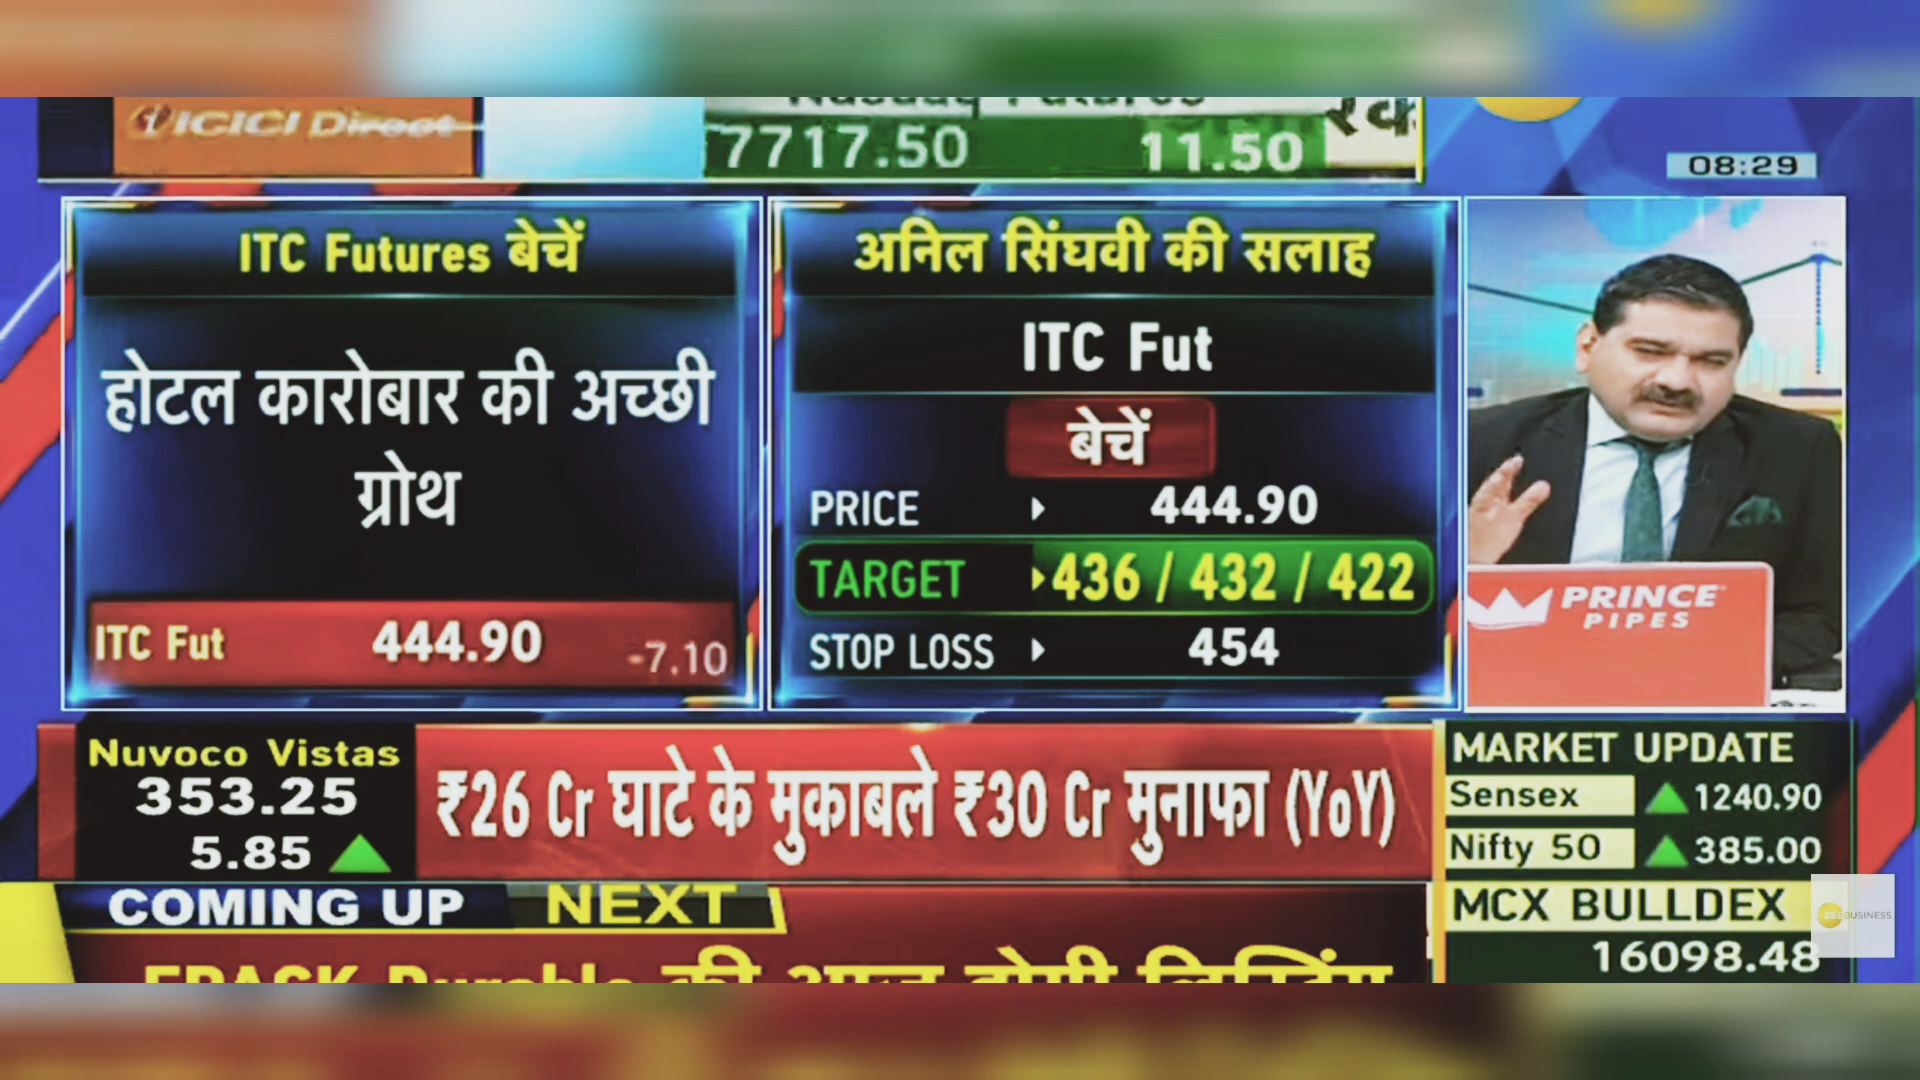 ICICI Direct
7717.50 11.50
08:29
ITC Futures बेचें
होटल कारोबार की अच्छी
ग्रोथ
ITC Fut 444.90 -7.10
अनिल सिंघवी की सलाह
ITC Fut
बेचें
PRICE 444.90
TARGET 436 / 432 / 422
STOP LOSS 454
PRINCE
PIPES
Nuvoco Vistas
353.25
5.85
₹26 Cr घाटे के मुकाबले ₹30 Cr मुनाफा (YoY)
MARKET UPDATE
Sensex 1240.90
Nifty 50 385.00
MCX BULLDEX
16098.48
ZEEBUSINESS
COMING UP NEXT